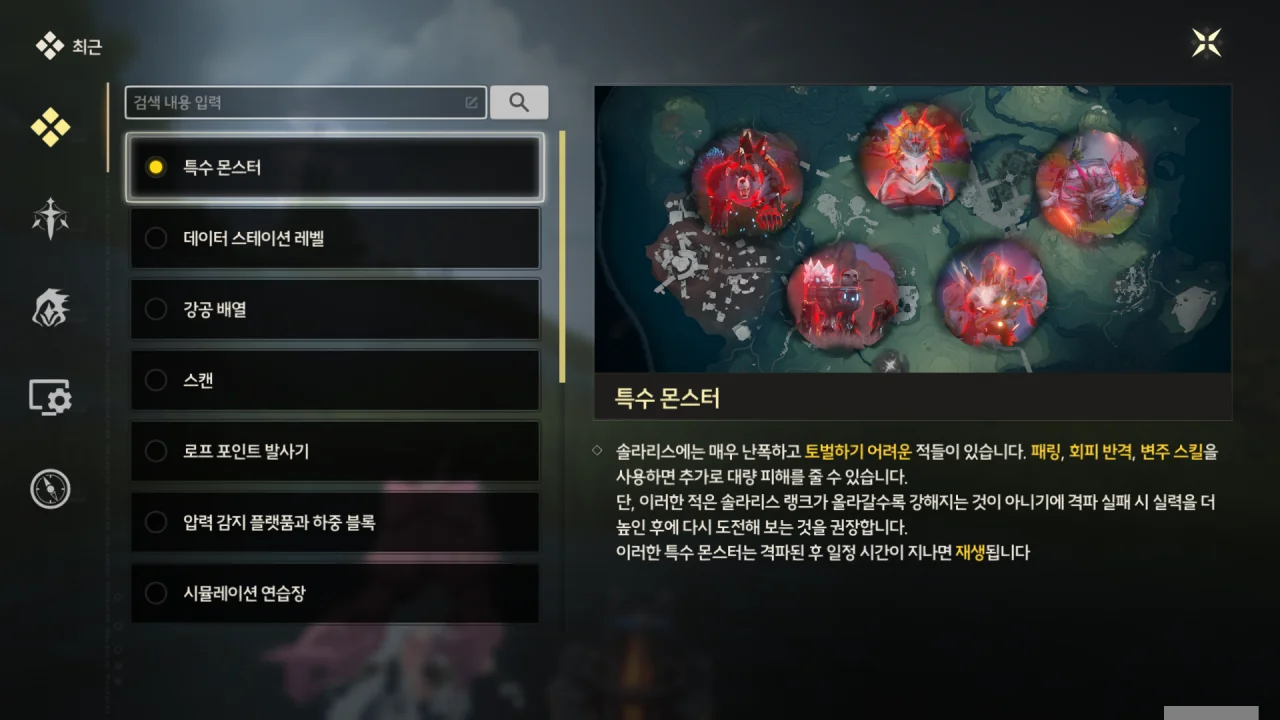 최근
검색 내용 입력
특수 몬스터
데이터 스테이션 레벨
강공 배열
스캔
로프 포인트 발사기
압력 감지 플랫폼과 하중 블록
시뮬레이션 연습장
특수 몬스터
솔라리스에는 매우 난폭하고 토벌하기 어려운 적들이 있습니다. 패링, 회피 반격, 변주 스킬을
사용하면 추가로 대량 피해를 줄 수 있습니다.
단, 이러한 적은 솔라리스 랭크가 올라갈수록 강해지는 것이 아니기에 격파 실패 시 실력을 더
높인 후에 다시 도전해 보는 것을 권장합니다.
이러한 특수 몬스터는 격파된 후 일정 시간이 지나면 재생됩니다